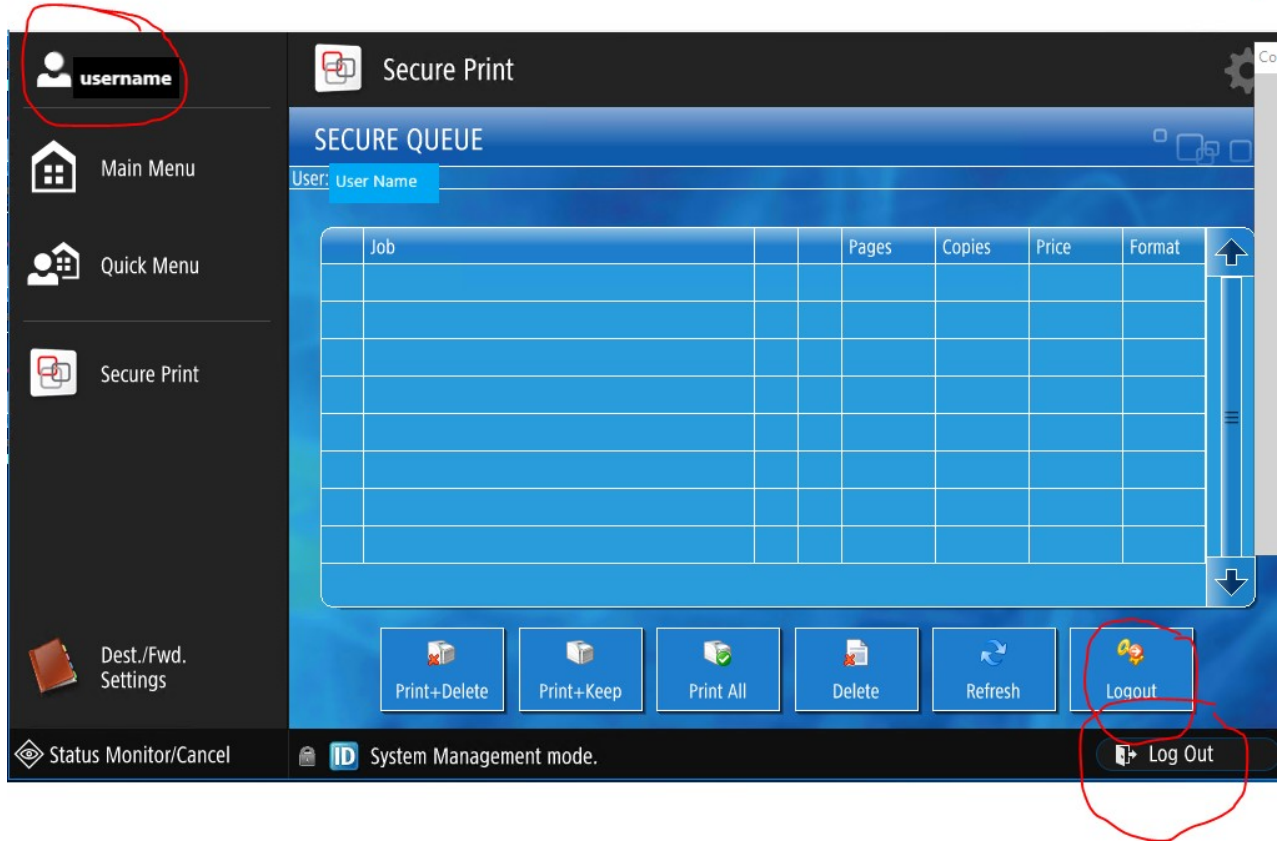 username
Secure Print
Co
Main Menu
Quick Menu
Secure Print
Dest./Fwd.
Settings
Status Monitor/Cancel
SECURE QUEUE
User: User Name
Job Pages Copies Price Format
Print+Delete Print+Keep Print All Delete Refresh Logout
ID System Management mode. Log Out